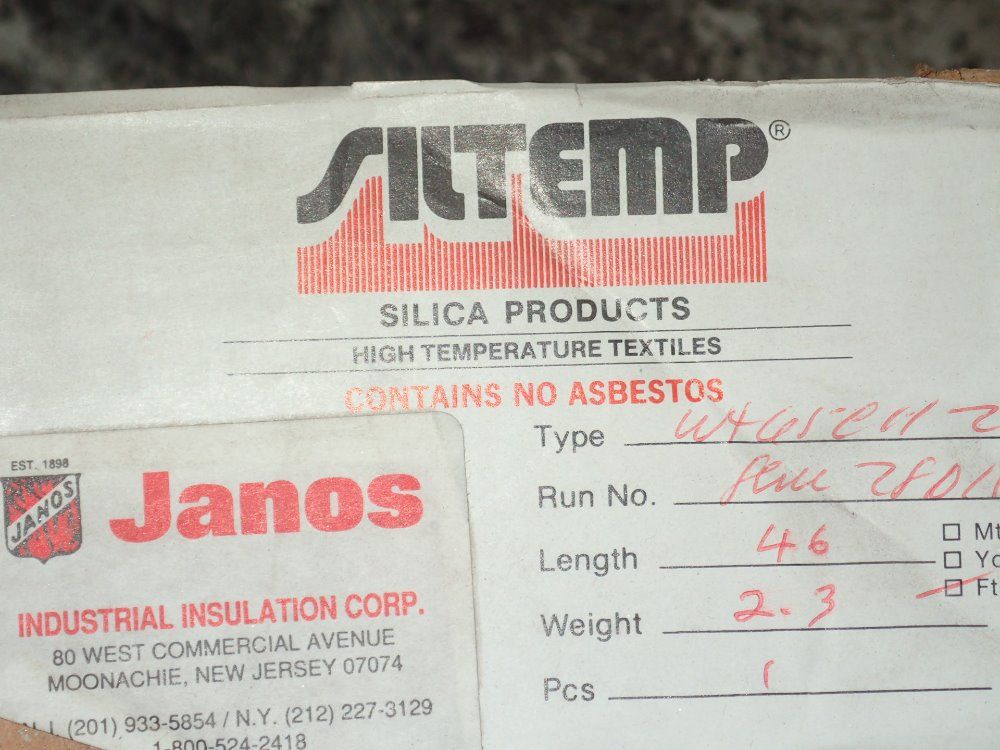 SILTEMP®
SILICA PRODUCTS
HIGH TEMPERATURE TEXTILES
CONTAINS NO ASBESTOS
Type
Run No.
Length 46
Mt
Yd
Ft
Weight 2.3
Pcs 1
EST. 1898
JANOS
Janos
INDUSTRIAL INSULATION CORP.
80 WEST COMMERCIAL AVENUE
MOONACHIE, NEW JERSEY 07074
(201) 933-5854 / N.Y. (212) 227-3129
1-800-524-2418